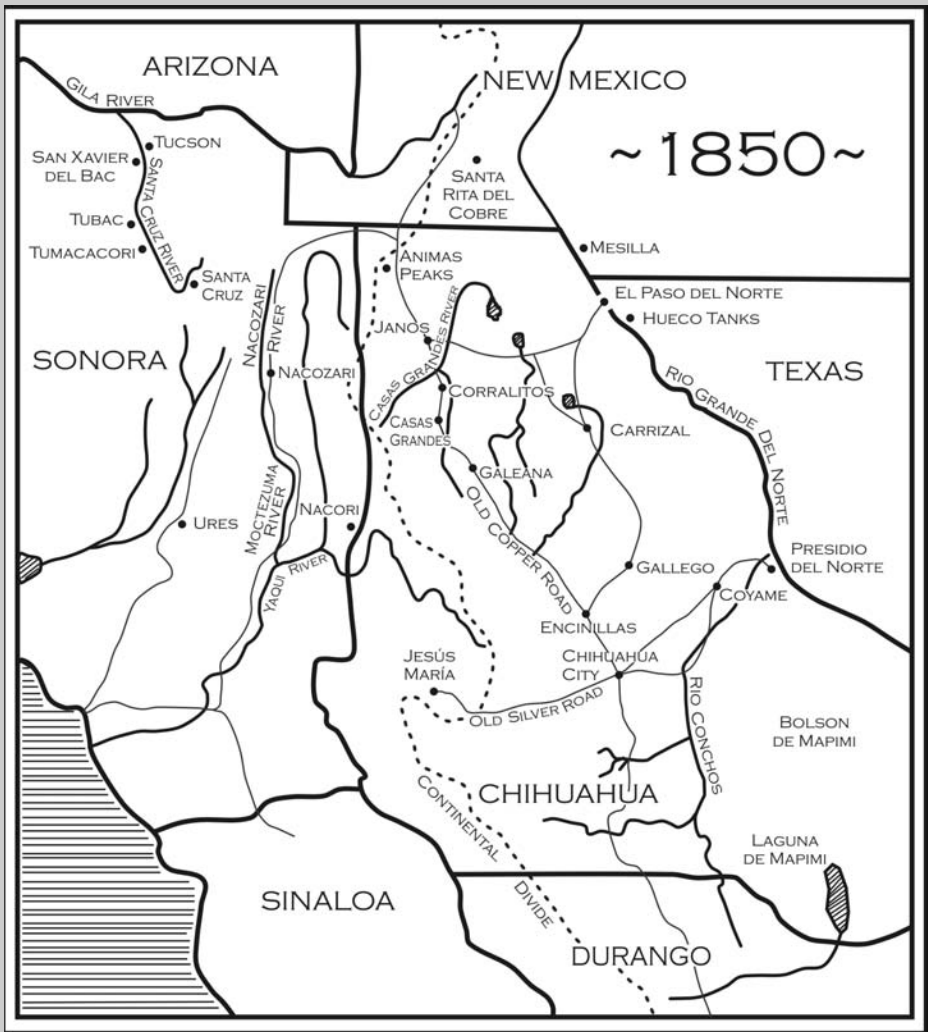 ARIZONA
NEW MEXICO
GILA RIVER
~1850~
TUCSON
SAN XAVIER
DEL BAC
SANTA CRUZ RIVER
SANTA
RITA DEL
COBRE
TUBAC
TUMACACORI
MESILLA
SANTA
CRUZ
ANIMAS
PEAKS
EL PASO DEL NORTE
HUECO TANKS
NACOZARI
RIVER
JANOS
CASAS GRANDES RIVER
SONORA
TEXAS
NACOZARI
RIO GRANDE DEL NORTE
CORRALITOS
CASAS
GRANDES
CARRIZAL
GALEANA
OLD COPPER ROAD
MOCTEZUMA
RIVER
NACORI
URES
YAQUI RIVER
GALLEGO
PRESIDIO
DEL NORTE
COYAME
ENCINILLAS
JESÚS
MARÍA
CHIHUAHUA
CITY
OLD SILVER ROAD
RIO CONCHOS
BOLSON
DE MAPIMI
CHIHUAHUA
CONTINENTAL
DIVIDE
LAGUNA
DE MAPIMI
SINALOA
DURANGO